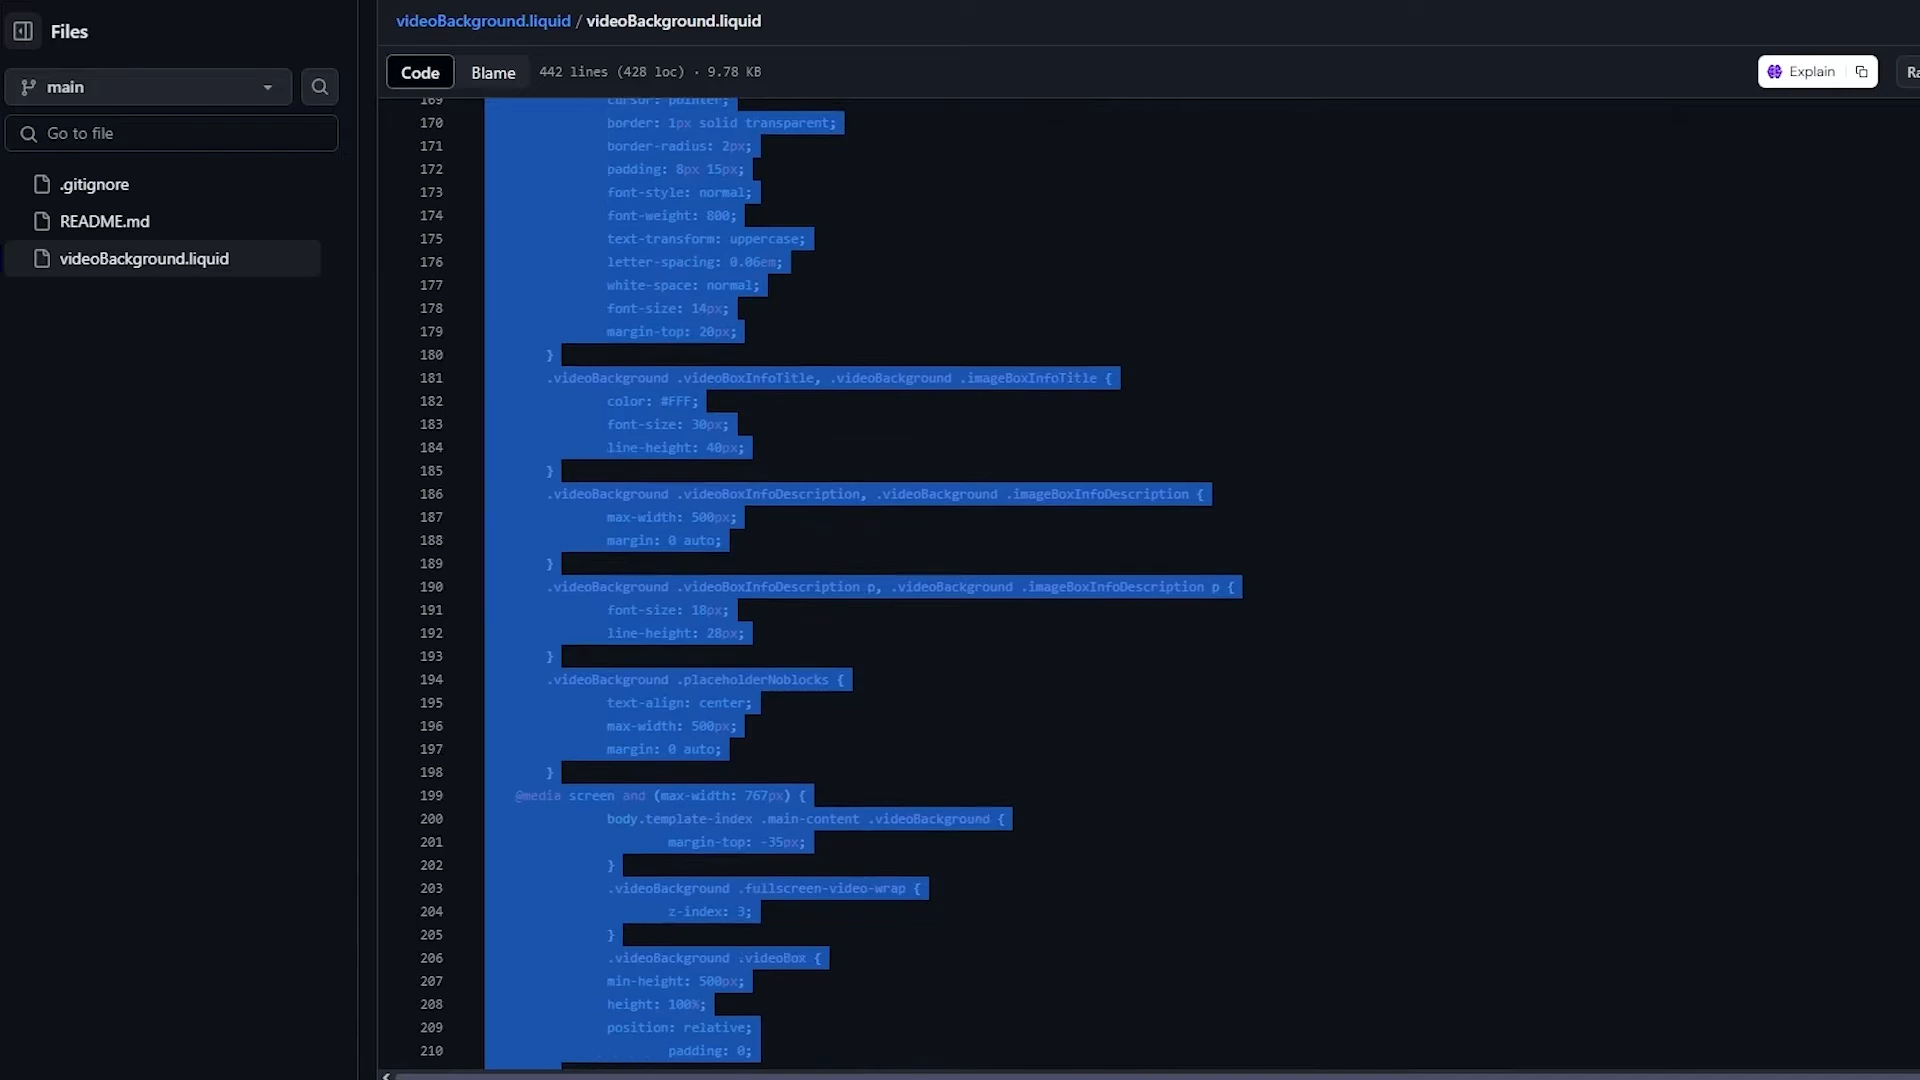 Files
main
Go to file
.gitignore
README.md
videoBackground.liquid
videoBackground.liquid / videoBackground.liquid
Code Blame 442 lines (428 loc) · 9.78 KB
Explain
Ra
169 cursor: pointer;
170 border: 1px solid transparent;
171 border-radius: 2px;
172 padding: 8px 15px;
173 font-style: normal;
174 font-weight: 800;
175 text-transform: uppercase;
176 letter-spacing: 0.06em;
177 white-space: normal;
178 font-size: 14px;
179 margin-top: 20px;
180 }
181 .videoBackground .videoBoxInfoTitle, .videoBackground .imageBoxInfoTitle {
182 color: #FFF;
183 font-size: 30px;
184 line-height: 40px;
185 }
186 .videoBackground .videoBoxInfoDescription, .videoBackground .imageBoxInfoDescription {
187 max-width: 500px;
188 margin: 0 auto;
189 }
190 .videoBackground .videoBoxInfoDescription p, .videoBackground .imageBoxInfoDescription p {
191 font-size: 18px;
192 line-height: 28px;
193 }
194 .videoBackground .placeholderNoblocks {
195 text-align: center;
196 max-width: 500px;
197 margin: 0 auto;
198 }
199 @media screen and (max-width: 767px) {
200 body.template-index .main-content .videoBackground {
201 margin-top: -35px;
202 }
203 .videoBackground .fullscreen-video-wrap {
204 z-index: 3;
205 }
206 .videoBackground .videoBox {
207 min-height: 500px;
208 height: 100%;
209 position: relative;
210 padding: 0;